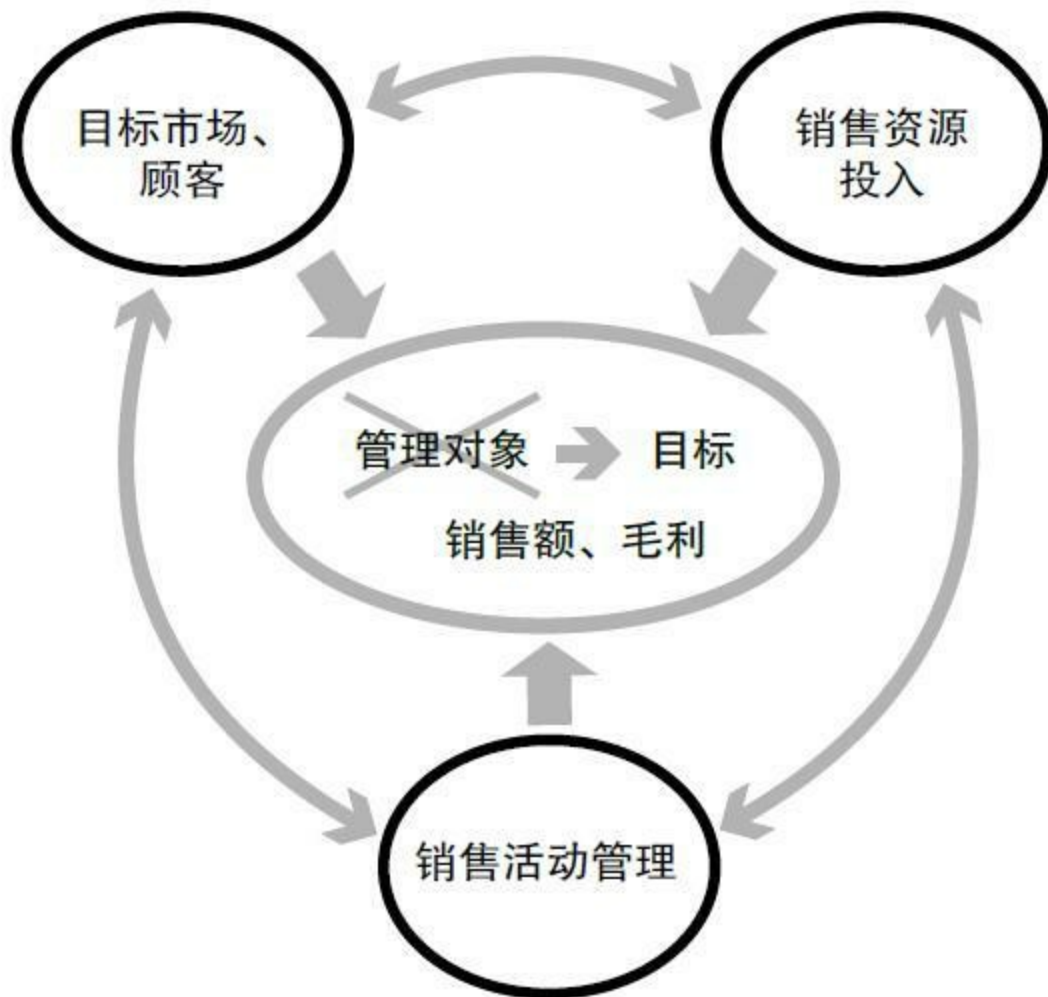 目标市场、
顾客
销售资源
投入
管理对象 目标
销售额、毛利
销售活动管理